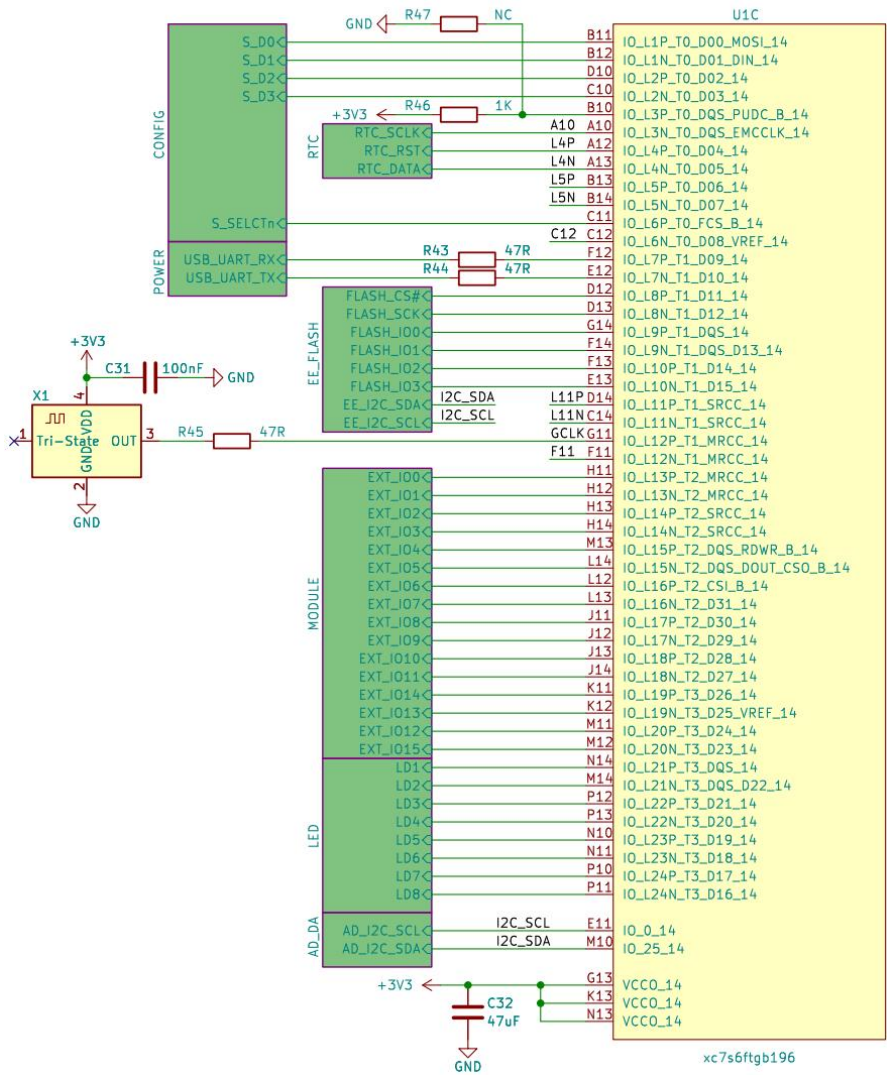 R47 NC U1C
GND
S_D0 B11 IO_L1P_T0_D00_MOSI_14
S_D1 B12 IO_L1N_T0_D01_DIN_14
S_D2 D10 IO_L2P_T0_D02_14
S_D3 C10 IO_L2N_T0_D03_14
+3V3 R46 1K B10 IO_L3P_T0_DQS_PUDC_B_14
CONFIG
RTC
RTC_SCLK A10 A10 IO_L3N_T0_DQS_EMCCLK_14
RTC_RST L4P A12 IO_L4P_T0_D04_14
RTC_DATA L4N A13 IO_L4N_T0_D05_14
L5P B13 IO_L5P_T0_D06_14
L5N B14 IO_L5N_T0_D07_14
S_SELCTn C11 IO_L6P_T0_FCS_B_14
C12 C12 IO_L6N_T0_D08_VREF_14
POWER
USB_UART_RX R43 47R F12 IO_L7P_T1_D09_14
USB_UART_TX R44 47R E12 IO_L7N_T1_D10_14
EE_FLASH
FLASH_CS# D12 IO_L8P_T1_D11_14
FLASH_SCK D13 IO_L8N_T1_D12_14
FLASH_IO0 G14 IO_L9P_T1_DQS_14
FLASH_IO1 F14 IO_L9N_T1_DQS_D13_14
FLASH_IO2 F13 IO_L10P_T1_D14_14
FLASH_IO3 E13 IO_L10N_T1_D15_14
EE_I2C_SDA I2C_SDA L11P D14 IO_L11P_T1_SRCC_14
EE_I2C_SCL I2C_SCL L11N C14 IO_L11N_T1_SRCC_14
+3V3
C31 100nF GND
X1 4
VDD
1 Tri-State OUT 3 R45 47R GCLK G11 IO_L12P_T1_MRCC_14
GND
2
GND
F11 F11 IO_L12N_T1_MRCC_14
MODULE
EXT_IO0 H11 IO_L13P_T2_MRCC_14
EXT_IO1 H12 IO_L13N_T2_MRCC_14
EXT_IO2 H13 IO_L14P_T2_SRCC_14
EXT_IO3 H14 IO_L14N_T2_SRCC_14
EXT_IO4 M13 IO_L15P_T2_DQS_RDWR_B_14
EXT_IO5 L14 IO_L15N_T2_DQS_DOUT_CSO_B_14
EXT_IO6 L12 IO_L16P_T2_CSI_B_14
EXT_IO7 L13 IO_L16N_T2_D31_14
EXT_IO8 J11 IO_L17P_T2_D30_14
EXT_IO9 J12 IO_L17N_T2_D29_14
EXT_IO10 J13 IO_L18P_T2_D28_14
EXT_IO11 J14 IO_L18N_T2_D27_14
EXT_IO14 K11 IO_L19P_T3_D26_14
EXT_IO13 K12 IO_L19N_T3_D25_VREF_14
EXT_IO12 M11 IO_L20P_T3_D24_14
EXT_IO15 M12 IO_L20N_T3_D23_14
LED
LD1 N14 IO_L21P_T3_DQS_14
LD2 M14 IO_L21N_T3_DQS_D22_14
LD3 P12 IO_L22P_T3_D21_14
LD4 P13 IO_L22N_T3_D20_14
LD5 N10 IO_L23P_T3_D19_14
LD6 N11 IO_L23N_T3_D18_14
LD7 P10 IO_L24P_T3_D17_14
LD8 P11 IO_L24N_T3_D16_14
AD_DA
AD_I2C_SCL I2C_SCL E11 IO_0_14
AD_I2C_SDA I2C_SDA M10 IO_25_14
+3V3 G13 VCCO_14
C32 K13 VCCO_14
47uF N13 VCCO_14
GND
xc7s6ftgb196